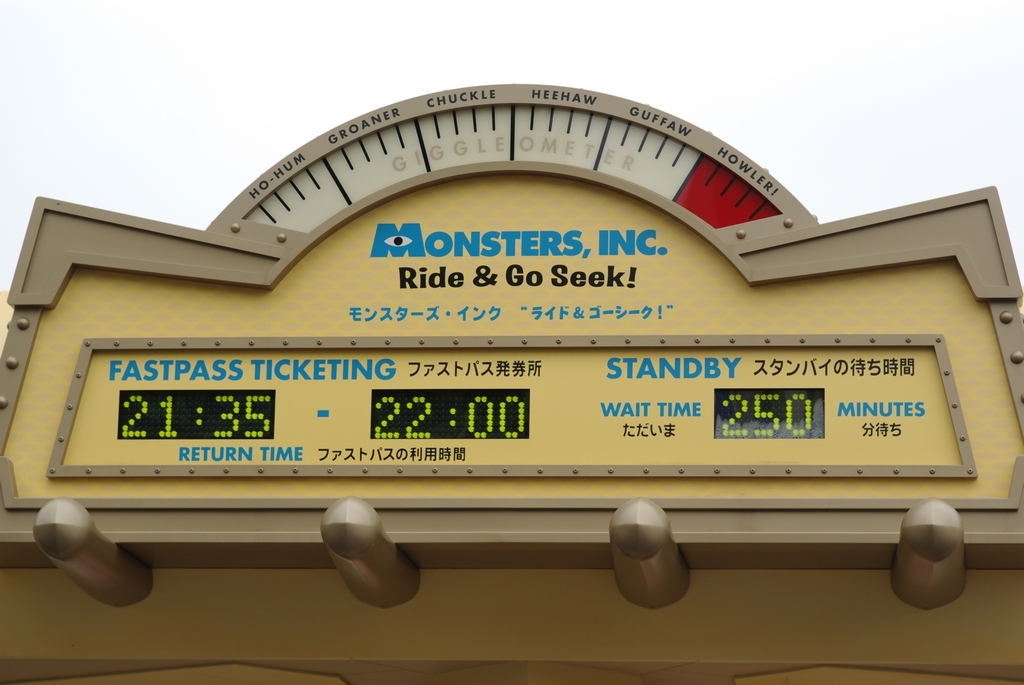 HO-HUM GROANER CHUCKLE HEEHAW GUFFAW HOWLER!
GIGGLE OMETER
MONSTERS, INC.
Ride & Go Seek!
モンスターズ・インク “ライド&ゴーシーク!”
FASTPASS TICKETING ファストパス発券所
21:35 - 22:00
RETURN TIME ファストパスの利用時間
STANDBY スタンバイの待ち時間
WAIT TIME 250 MINUTES
ただいま 分待ち